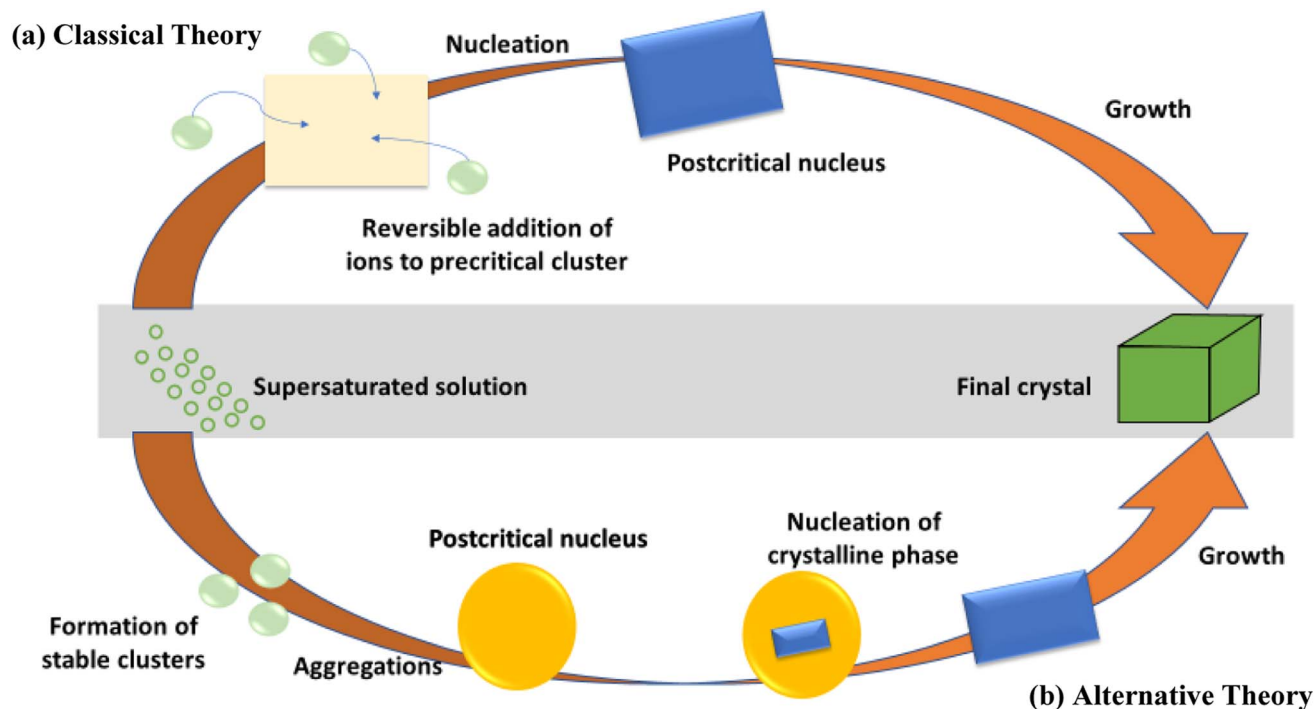 (a) Classical Theory
Nucleation
Growth
Postcritical nucleus
Reversible addition of
ions to precritical cluster
Supersaturated solution
Final crystal
Postcritical nucleus
Nucleation of
crystalline phase
Growth
Formation of
stable clusters
Aggregations
(b) Alternative Theory